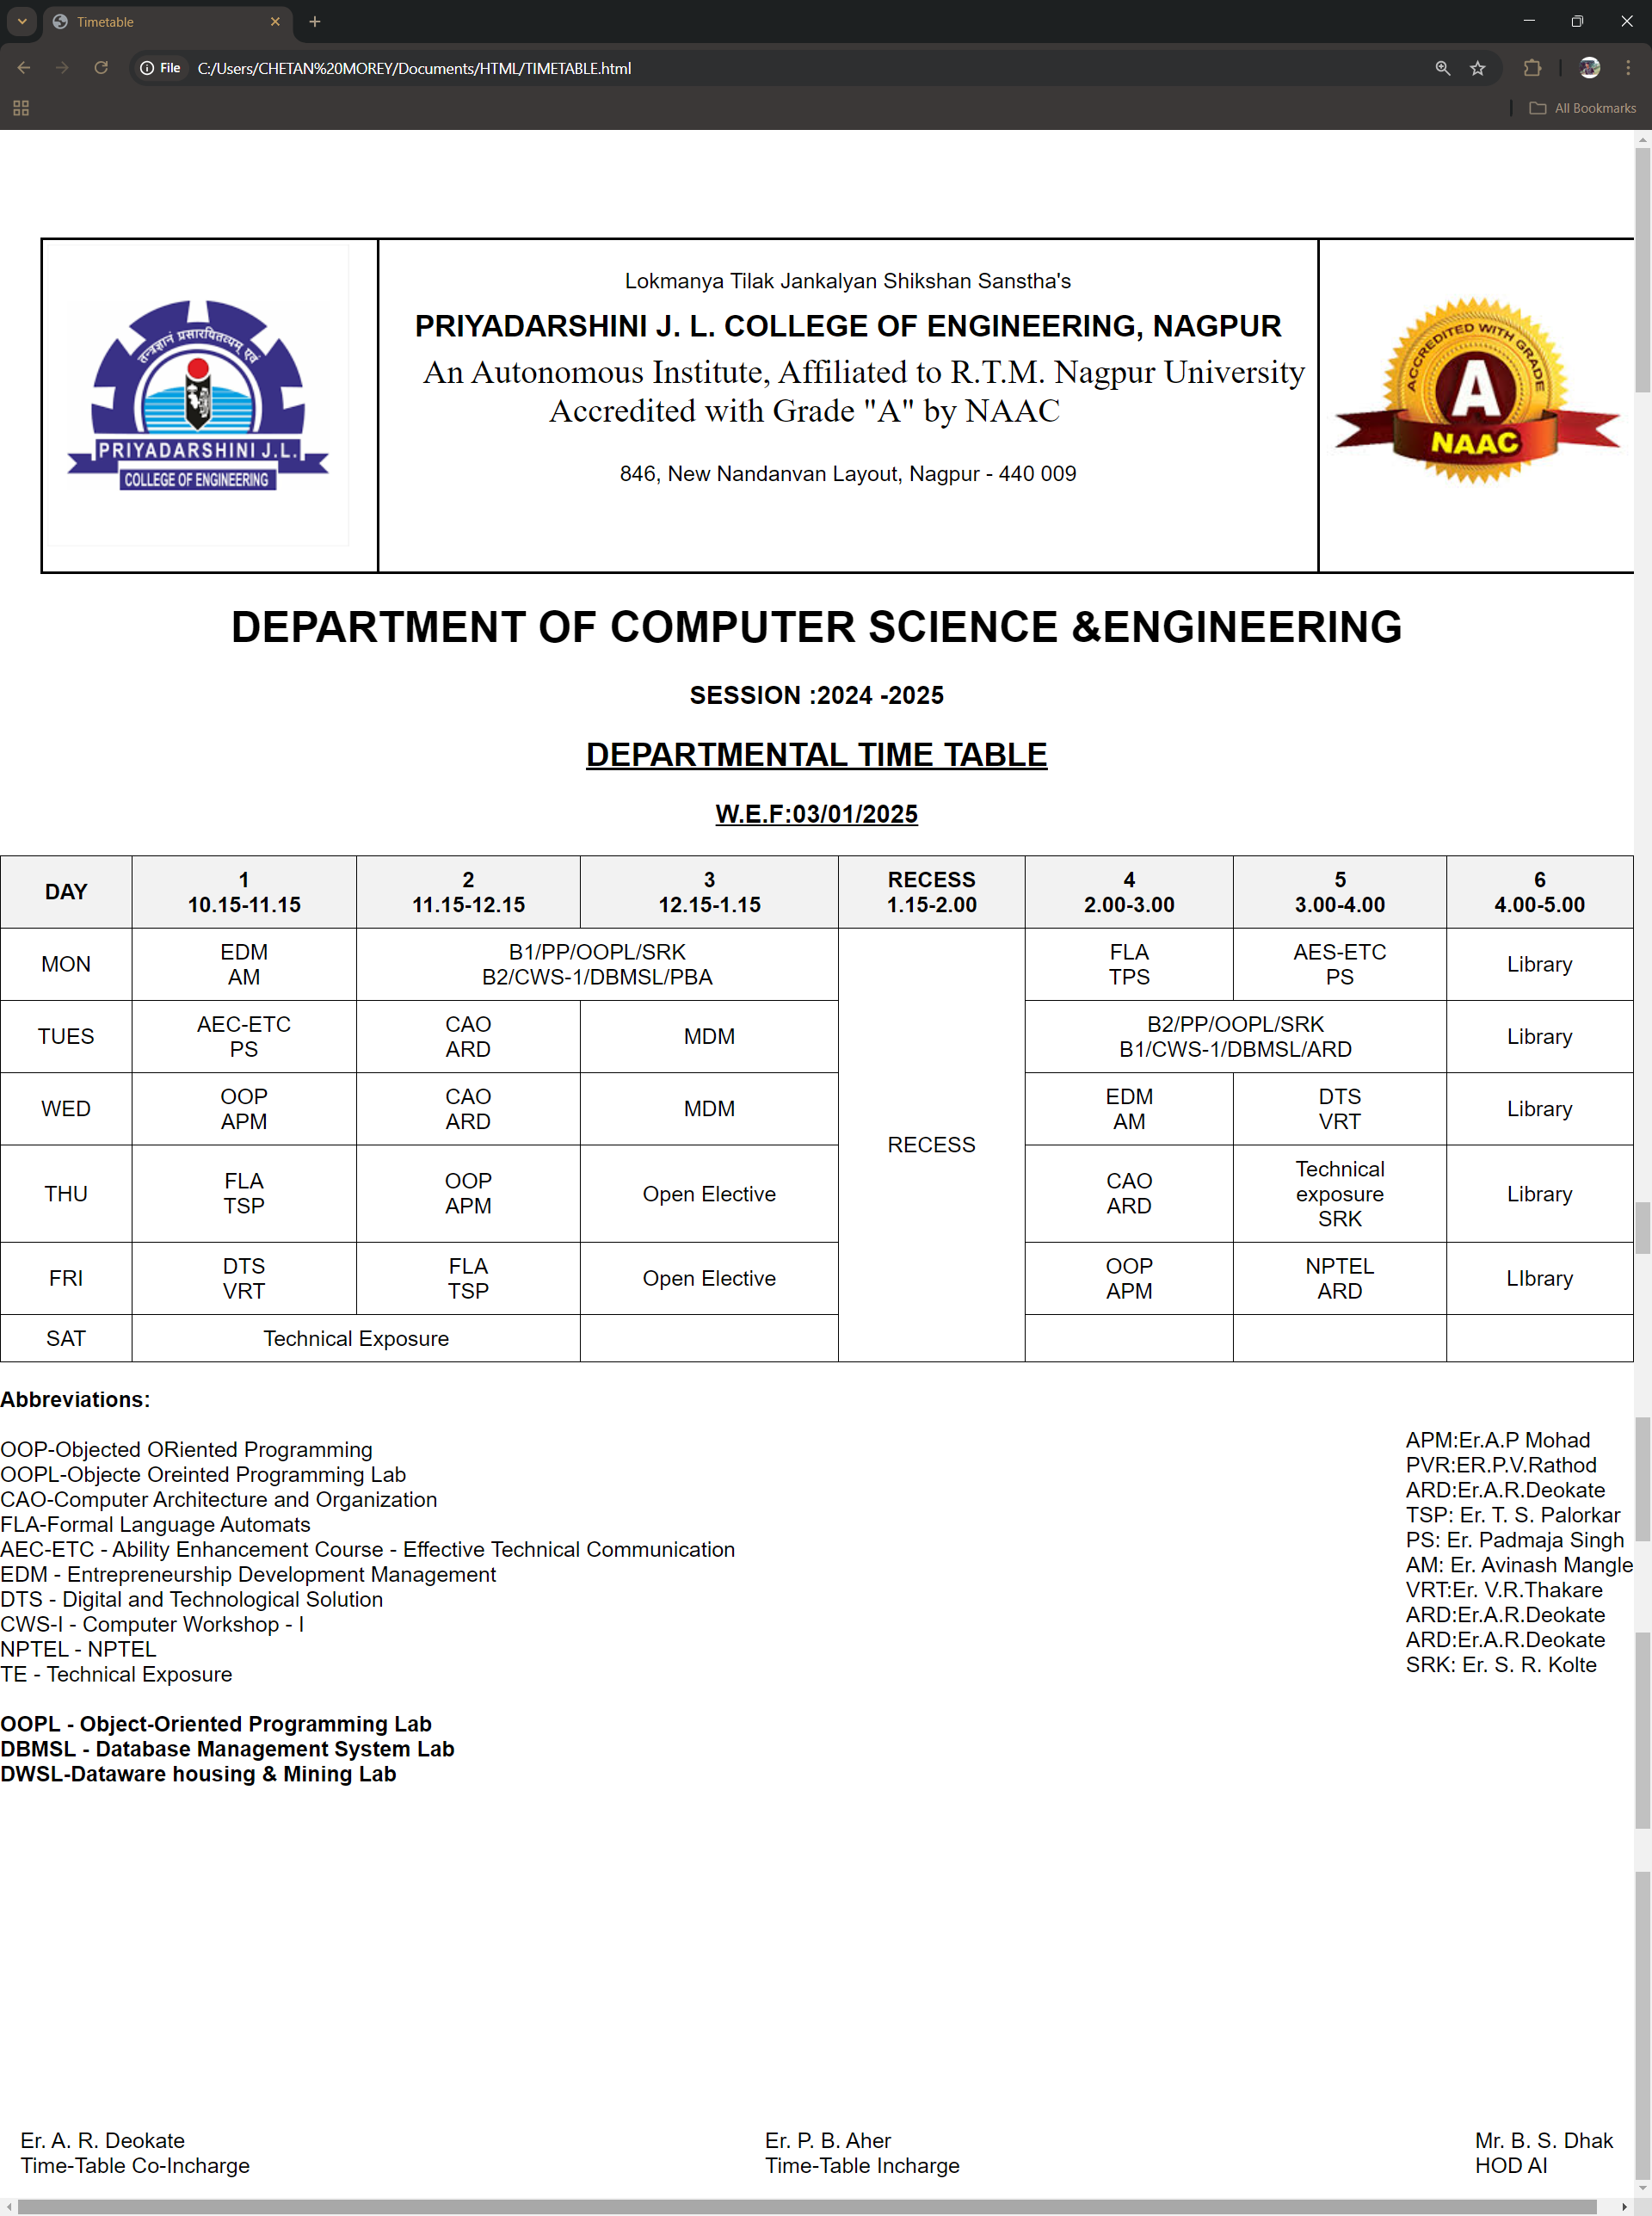 Timetable
File
C:/Users/CHETAN%20MOREY/Documents/HTML/TIMETABLE.html
All Bookmarks
तन्त्रज्ञानं प्रसारयितव्यम् एवं
PRIYADARSHINI J.L.
COLLEGE OF ENGINEERING
Lokmanya Tilak Jankalyan Shikshan Sanstha's
PRIYADARSHINI J. L. COLLEGE OF ENGINEERING, NAGPUR
An Autonomous Institute, Affiliated to R.T.M. Nagpur University
Accredited with Grade "A" by NAAC
846, New Nandanvan Layout, Nagpur - 440 009
ACCREDITED WITH GRADE
A
NAAC
DEPARTMENT OF COMPUTER SCIENCE &ENGINEERING
SESSION :2024 -2025
DEPARTMENTAL TIME TABLE
W.E.F:03/01/2025
DAY 1 2 3 RECESS 4 5 6
10.15-11.15 11.15-12.15 12.15-1.15 1.15-2.00 2.00-3.00 3.00-4.00 4.00-5.00
MON EDM B1/PP/OOPL/SRK FLA AES-ETC Library
AM B2/CWS-1/DBMSL/PBA TPS PS
TUES AEC-ETC CAO MDM B2/PP/OOPL/SRK Library
PS ARD B1/CWS-1/DBMSL/ARD
WED OOP CAO MDM EDM DTS Library
APM ARD AM VRT
RECESS
THU FLA OOP Open Elective CAO Technical Library
TSP APM ARD exposure
SRK
FRI DTS FLA Open Elective OOP NPTEL LIbrary
VRT TSP APM ARD
SAT Technical Exposure
Abbreviations:
OOP-Objected ORiented Programming
OOPL-Objecte Oreinted Programming Lab
CAO-Computer Architecture and Organization
FLA-Formal Language Automats
AEC-ETC - Ability Enhancement Course - Effective Technical Communication
EDM - Entrepreneurship Development Management
DTS - Digital and Technological Solution
CWS-I - Computer Workshop - I
NPTEL - NPTEL
TE - Technical Exposure
OOPL - Object-Oriented Programming Lab
DBMSL - Database Management System Lab
DWSL-Dataware housing & Mining Lab
APM:Er.A.P Mohad
PVR:ER.P.V.Rathod
ARD:Er.A.R.Deokate
TSP: Er. T. S. Palorkar
PS: Er. Padmaja Singh
AM: Er. Avinash Mangle
VRT:Er. V.R.Thakare
ARD:Er.A.R.Deokate
ARD:Er.A.R.Deokate
SRK: Er. S. R. Kolte
Er. A. R. Deokate
Time-Table Co-Incharge
Er. P. B. Aher
Time-Table Incharge
Mr. B. S. Dhak
HOD AI